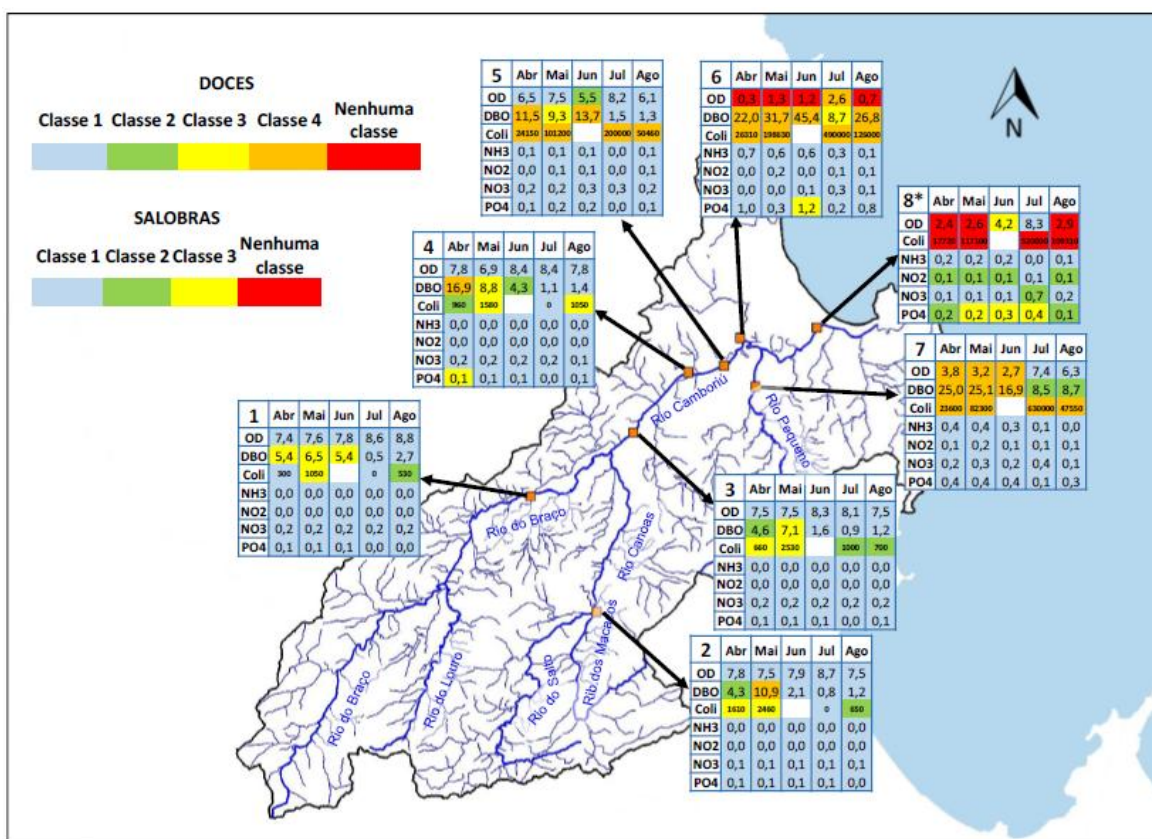 DOCES
Classe 1 Classe 2 Classe 3 Classe 4 Nenhuma classe
SALOBRAS
Classe 1 Classe 2 Classe 3 Nenhuma classe
N
5 Abr Mai Jun Jul Ago
OD 6,5 7,5 5,5 8,2 6,1
DBO 11,5 9,3 13,7 1,5 1,3
Coli 24150 101200 200000 50460
NH3 0,1 0,1 0,1 0,0 0,1
NO2 0,0 0,1 0,1 0,0 0,1
NO3 0,2 0,2 0,3 0,3 0,2
PO4 0,1 0,2 0,2 0,0 0,1
6 Abr Mai Jun Jul Ago
OD 0,3 1,3 1,2 2,6 0,7
DBO 22,0 31,7 45,4 8,7 26,8
Coli 26310 198630 490000 126000
NH3 0,7 0,6 0,6 0,3 0,1
NO2 0,0 0,2 0,0 0,1 0,1
NO3 0,0 0,0 0,1 0,3 0,1
PO4 1,0 0,3 1,2 0,2 0,8
8* Abr Mai Jun Jul Ago
OD 2,4 2,6 4,2 8,3 2,9
Coli
NH3 0,2 0,2 0,2 0,0 0,1
NO2 0,1 0,1 0,1 0,1 0,1
NO3 0,1 0,1 0,1 0,7 0,2
PO4 0,2 0,2 0,3 0,4 0,1
4 Abr Mai Jun Jul Ago
OD 7,8 6,9 8,4 8,4 7,8
DBO 16,9 8,8 4,3 1,1 1,4
Coli 960 1580 0 1050
NH3 0,0 0,0 0,0 0,0 0,0
NO2 0,0 0,0 0,0 0,0 0,0
NO3 0,2 0,2 0,2 0,2 0,1
PO4 0,1 0,1 0,1 0,0 0,1
7 Abr Mai Jun Jul Ago
OD 3,8 3,2 2,7 7,4 6,3
DBO 25,0 25,1 16,9 8,5 8,7
Coli 23600 82300 630000 47550
NH3 0,4 0,4 0,3 0,1 0,0
NO2 0,1 0,2 0,1 0,1 0,1
NO3 0,2 0,3 0,2 0,4 0,1
PO4 0,4 0,4 0,4 0,1 0,3
1 Abr Mai Jun Jul Ago
OD 7,4 7,6 7,8 8,6 8,8
DBO 5,4 6,5 5,4 0,5 2,7
Coli 300 1050 0 530
NH3 0,0 0,0 0,0 0,0 0,0
NO2 0,0 0,0 0,0 0,0 0,0
NO3 0,2 0,2 0,2 0,2 0,2
PO4 0,1 0,1 0,1 0,0 0,0
3 Abr Mai Jun Jul Ago
OD 7,5 7,5 8,3 8,1 7,5
DBO 4,6 7,1 1,6 0,9 1,2
Coli 660 2530 1000 700
NH3 0,0 0,0 0,0 0,0 0,0
NO2 0,0 0,0 0,0 0,0 0,0
NO3 0,2 0,2 0,2 0,2 0,2
PO4 0,1 0,1 0,1 0,0 0,1
2 Abr Mai Jun Jul Ago
OD 7,8 7,5 7,9 8,7 7,5
DBO 4,3 10,9 2,1 0,8 1,2
Coli 1610 2460 0 650
NH3 0,0 0,0 0,0 0,0 0,0
NO2 0,0 0,0 0,0 0,0 0,0
NO3 0,1 0,1 0,1 0,1 0,1
PO4 0,1 0,1 0,1 0,1 0,0
Rio Camboriú
Rio Pequeno
Rio do Braço
Rio Canoas
Rio do Braço
Rio do Louro
Rio do Salto
Rib. dos Macacos